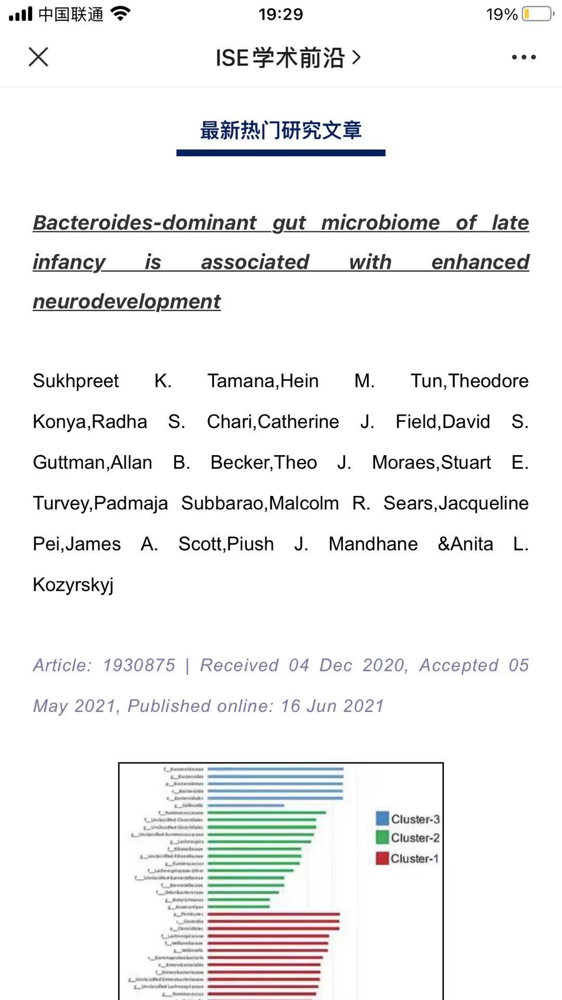 中国联通
19:29
19%
ISE学术前沿
最新热门研究文章
Bacteroides-dominant gut microbiome of late
infancy is associated with enhanced
neurodevelopment
Sukhpreet K. Tamana,Hein M. Tun,Theodore
Konya,Radha S. Chari,Catherine J. Field,David S.
Guttman,Allan B. Becker,Theo J. Moraes,Stuart E.
Turvey,Padmaja Subbarao,Malcolm R. Sears,Jacqueline
Pei,James A. Scott,Piush J. Mandhane &Anita L.
Kozyrskyj
Article: 1930875 | Received 04 Dec 2020, Accepted 05
May 2021, Published online: 16 Jun 2021
f__Bacteroidaceae
g__Bacteroides
p__Bacteroidetes
c__Bacteroidia
o__Bacteroidales
g__Collinsella
f__Ruminococcaceae
f__Unclassified Clostridiales
g__Unclassified Clostridiales
g__Unclassified Ruminococcaceae
g__Lachnospira
f__Rikenellaceae
g__Unclassified Rikenellaceae
g__Ruminococcus
f__Lachnospiraceae Other
f__Unclassified Barnesiellaceae
f__Barnesiellaceae
f__Odoribacteraceae
g__Butyricimonas
g__Anaerostipes
p__Firmicutes
c__Clostridia
o__Clostridiales
f__Lachnospiraceae
f__Veillonellaceae
g__Veillonella
c__Gammaproteobacteria
o__Enterobacteriales
f__Enterobacteriaceae
g__Unclassified Enterobacteriaceae
g__Unclassified Lachnospiraceae
g__Ruminococcus
Cluster-3
Cluster-2
Cluster-1